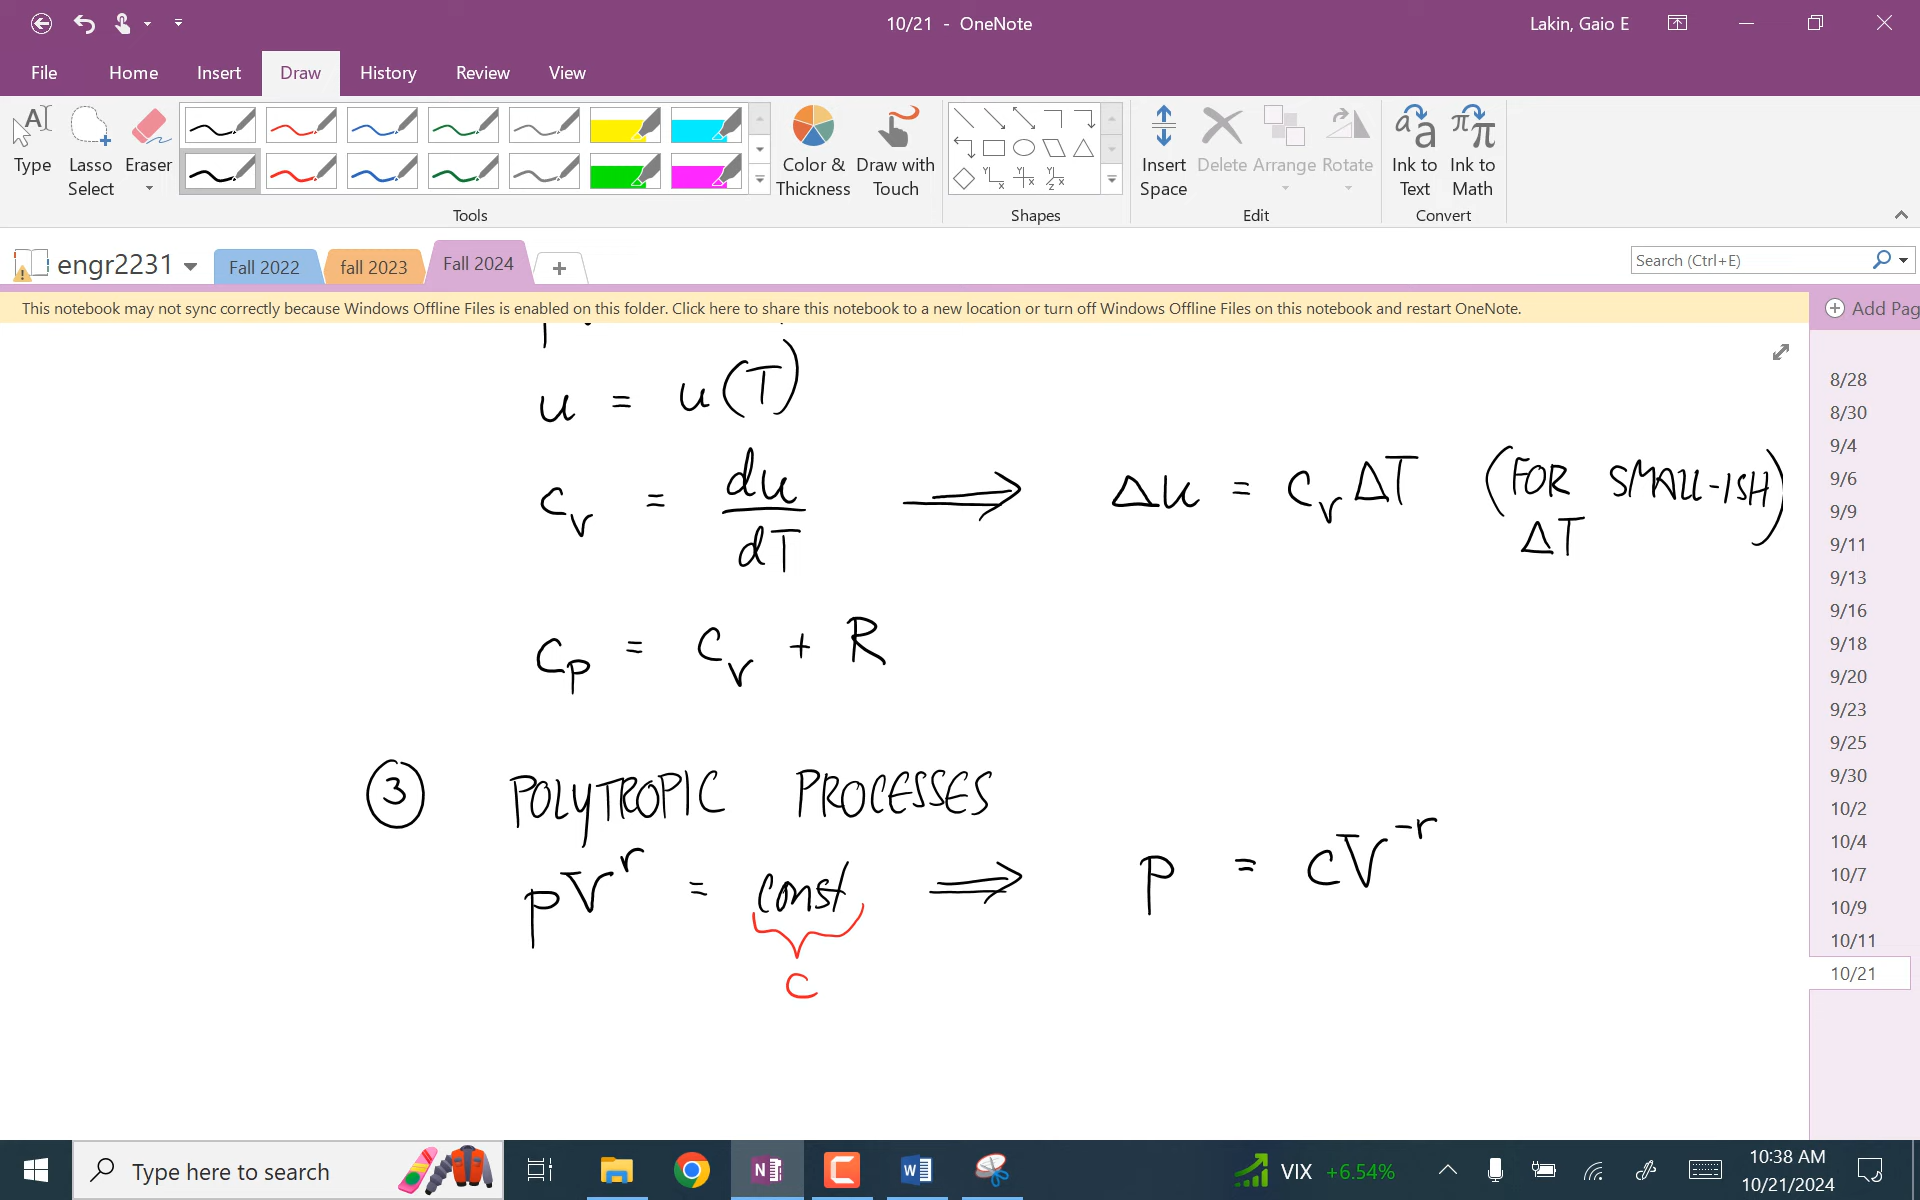 10/21 - OneNote
Lakin, Gaio E
File Home Insert Draw History Review View
Type
Lasso Select
Eraser
Color & Thickness
Draw with Touch
Insert Space
Delete
Arrange
Rotate
Ink to Text
Ink to Math
Tools
Shapes
Edit
Convert
engr2231
Fall 2022
fall 2023
Fall 2024
Search (Ctrl+E)
This notebook may not sync correctly because Windows Offline Files is enabled on this folder. Click here to share this notebook to a new location or turn off Windows Offline Files on this notebook and restart OneNote.
Add Pag
u = u(T)
c_v = du/dT ⟹ Δu = c_v ΔT (FOR SMALL-ISH ΔT)
c_p = c_v + R
③ POLYTROPIC PROCESSES
pV^r = const ⟹ p = cV^-r
c
8/28
8/30
9/4
9/6
9/9
9/11
9/13
9/16
9/18
9/20
9/23
9/25
9/30
10/2
10/4
10/7
10/9
10/11
10/21
Type here to search
VIX +6.54%
10:38 AM
10/21/2024